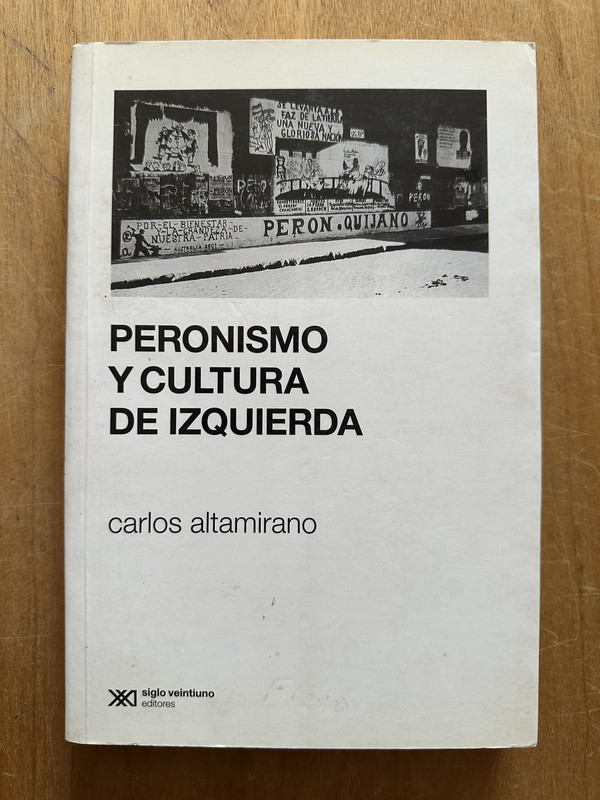 SE LEVANTA A LA
FAZ DE LA TIERRA
UNA NUEVA Y
GLORIOSA NACIÓN
PERON
PERON
POR·EL·BIENESTAR·
Y·LA·GRANDEZA·DE·
NUESTRA·PATRIA·
PERON·QUIJANO
PERONISMO
Y CULTURA
DE IZQUIERDA
carlos altamirano
siglo veintiuno
editores